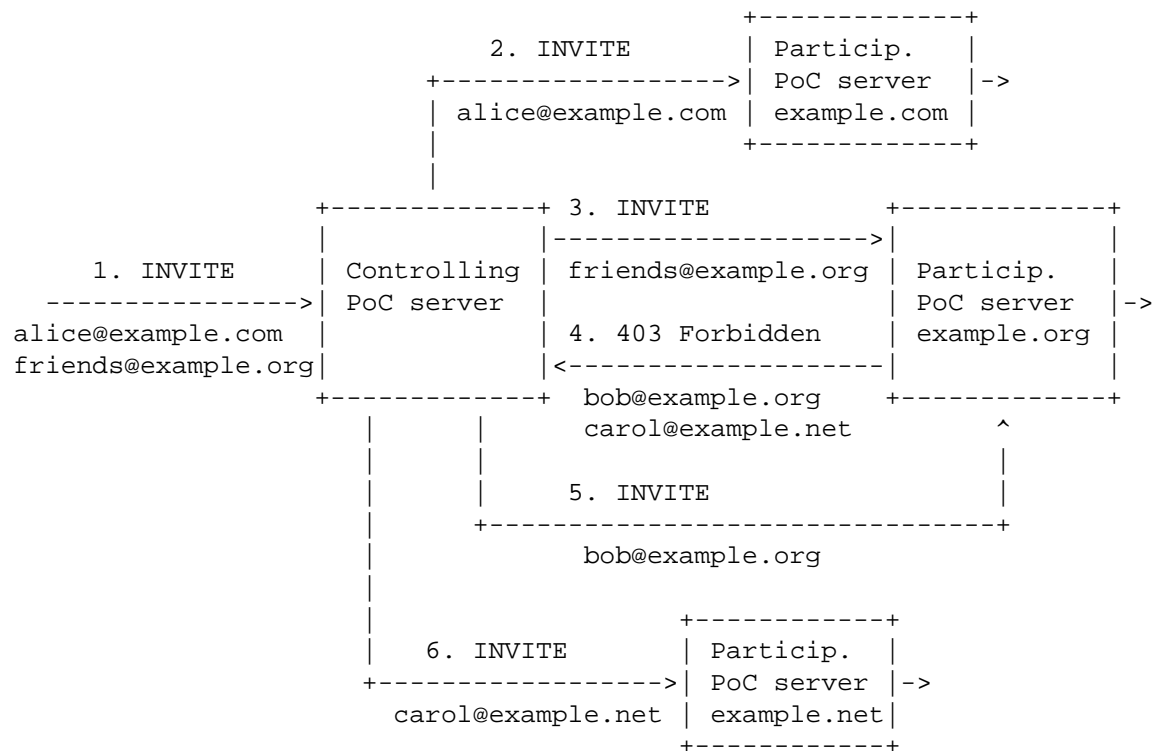 2. INVITE
Particip.
PoC server
alice@example.com
example.com
3. INVITE
1. INVITE
Controlling
friends@example.org
Particip.
PoC server
PoC server
alice@example.com
4. 403 Forbidden
example.org
friends@example.org
bob@example.org
carol@example.net
5. INVITE
bob@example.org
6. INVITE
Particip.
PoC server
carol@example.net
example.net